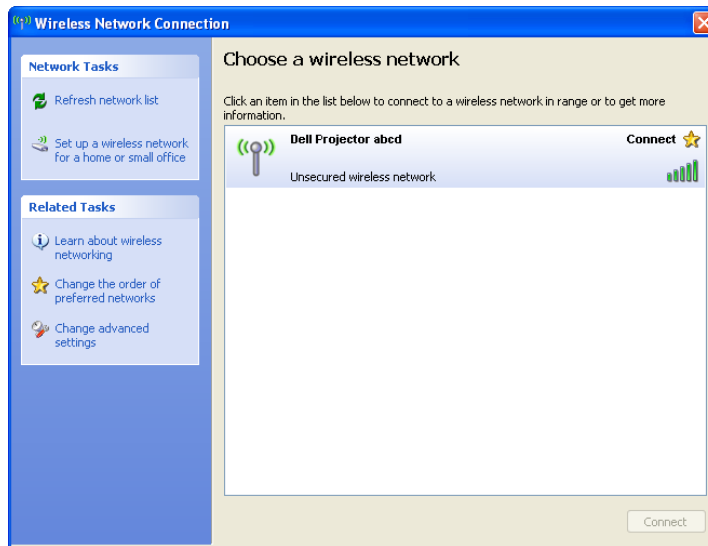 Wireless Network Connection
Network Tasks
Refresh network list
Set up a wireless network
for a home or small office
Related Tasks
Learn about wireless
networking
Change the order of
preferred networks
Change advanced
settings
Choose a wireless network
Click an item in the list below to connect to a wireless network in range or to get more
information.
Dell Projector abcd
Connect
Unsecured wireless network
Connect